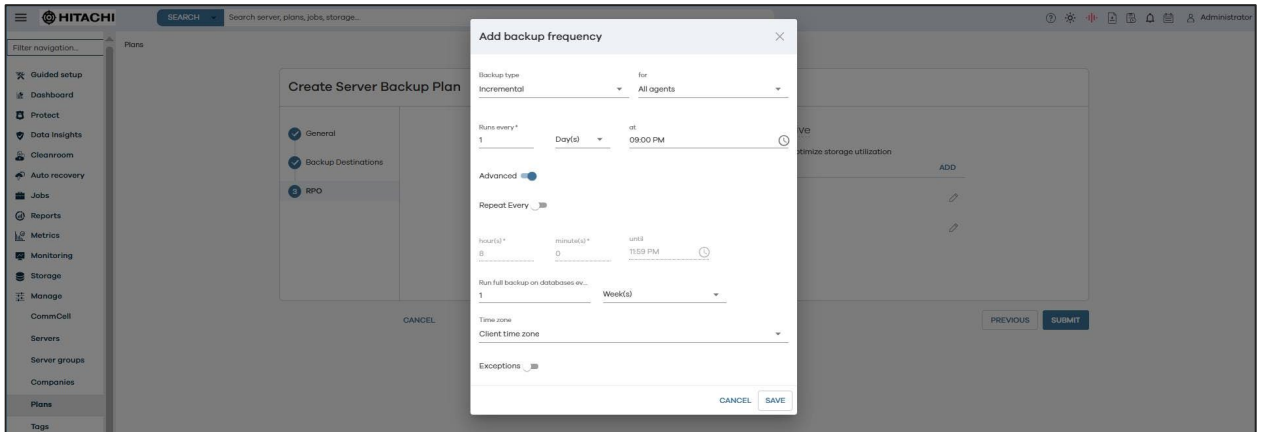 HITACHI
SEARCH
Search server, plans, jobs, storage...
Administrator
Filter navigation...
Guided setup
Dashboard
Protect
Data Insights
Cleanroom
Auto recovery
Jobs
Reports
Metrics
Monitoring
Storage
Manage
CommCell
Servers
Server groups
Companies
Plans
Tags
Plans
Create Server Backup Plan
General
Backup Destinations
3 RPO
ve
ptimize storage utilization
ADD
CANCEL
PREVIOUS
SUBMIT
Add backup frequency
Backup type
for
Incremental
All agents
Runs every*
at
1
Day(s)
09:00 PM
Advanced
Repeat Every
hour(s)*
minute(s)*
until
8
0
11:59 PM
Run full backup on databases ev...
1
Week(s)
Time zone
Client time zone
Exceptions
CANCEL
SAVE